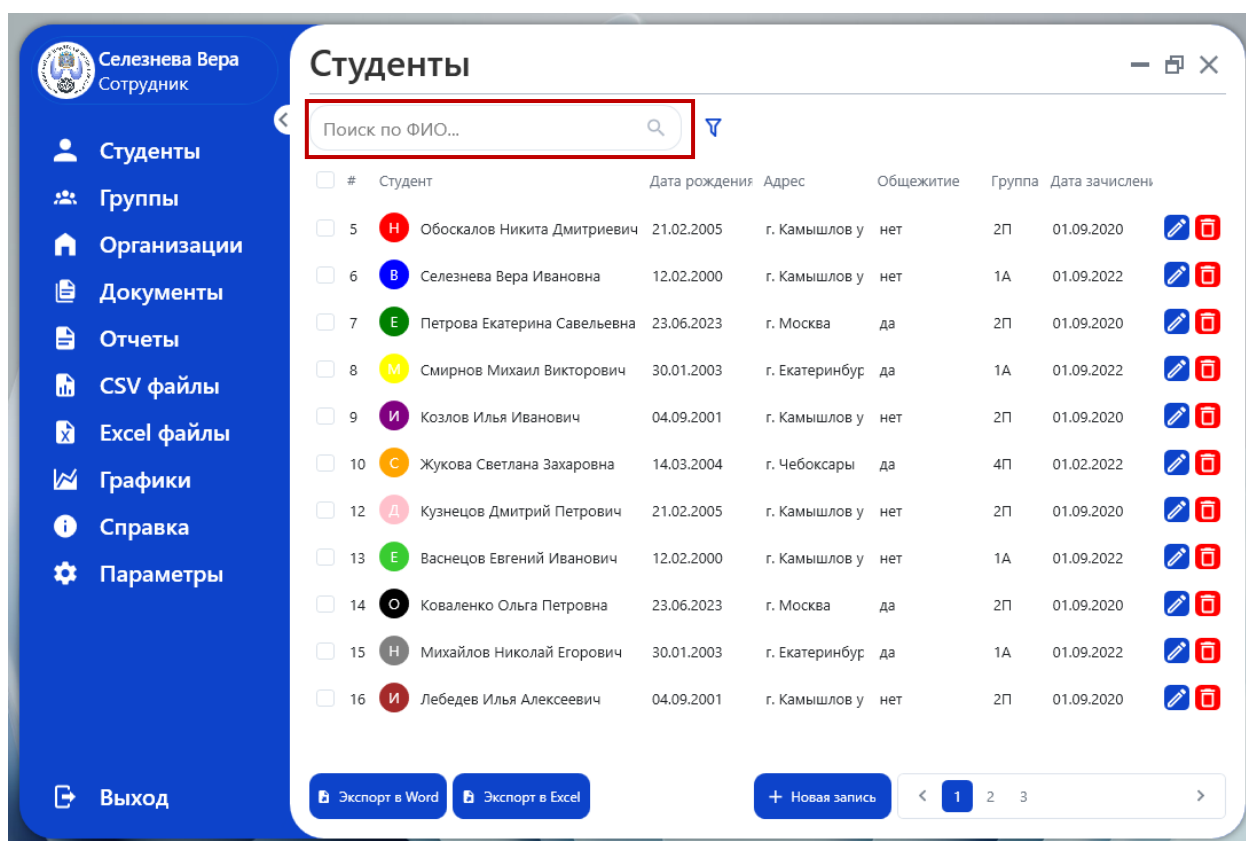 Селезнева Вера
Сотрудник
Студенты
Группы
Организации
Документы
Отчеты
CSV файлы
Excel файлы
Графики
Справка
Параметры
Выход
Студенты
Поиск по ФИО...
# Студент Дата рождения Адрес Общежитие Группа Дата зачислени
5 Н Обоскалов Никита Дмитриевич 21.02.2005 г. Камышлов у нет 2П 01.09.2020
6 В Селезнева Вера Ивановна 12.02.2000 г. Камышлов у нет 1А 01.09.2022
7 Е Петрова Екатерина Савельевна 23.06.2023 г. Москва да 2П 01.09.2020
8 М Смирнов Михаил Викторович 30.01.2003 г. Екатеринбур да 1А 01.09.2022
9 И Козлов Илья Иванович 04.09.2001 г. Камышлов у нет 2П 01.09.2020
10 С Жукова Светлана Захаровна 14.03.2004 г. Чебоксары да 4П 01.02.2022
12 Д Кузнецов Дмитрий Петрович 21.02.2005 г. Камышлов у нет 2П 01.09.2020
13 Е Васнецов Евгений Иванович 12.02.2000 г. Камышлов у нет 1А 01.09.2022
14 О Коваленко Ольга Петровна 23.06.2023 г. Москва да 2П 01.09.2020
15 Н Михайлов Николай Егорович 30.01.2003 г. Екатеринбур да 1А 01.09.2022
16 И Лебедев Илья Алексеевич 04.09.2001 г. Камышлов у нет 2П 01.09.2020
Экспорт в Word Экспорт в Excel + Новая запись < 1 2 3 >